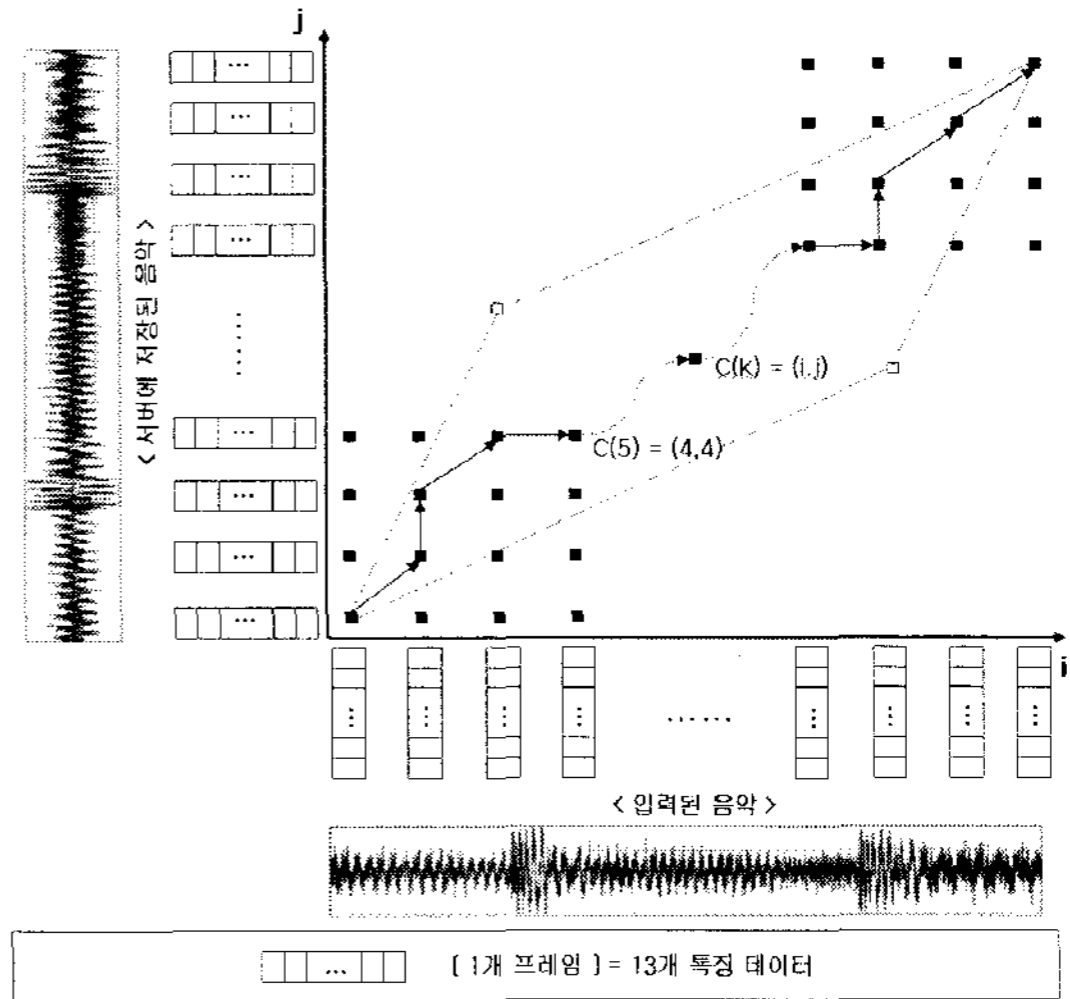 j
< 서버에 저장된 음악 >
C(k) = (i,j)
C(5) = (4,4)
i
< 입력된 음악 >
[ 1개 프레임 ] = 13개 특징 데이터